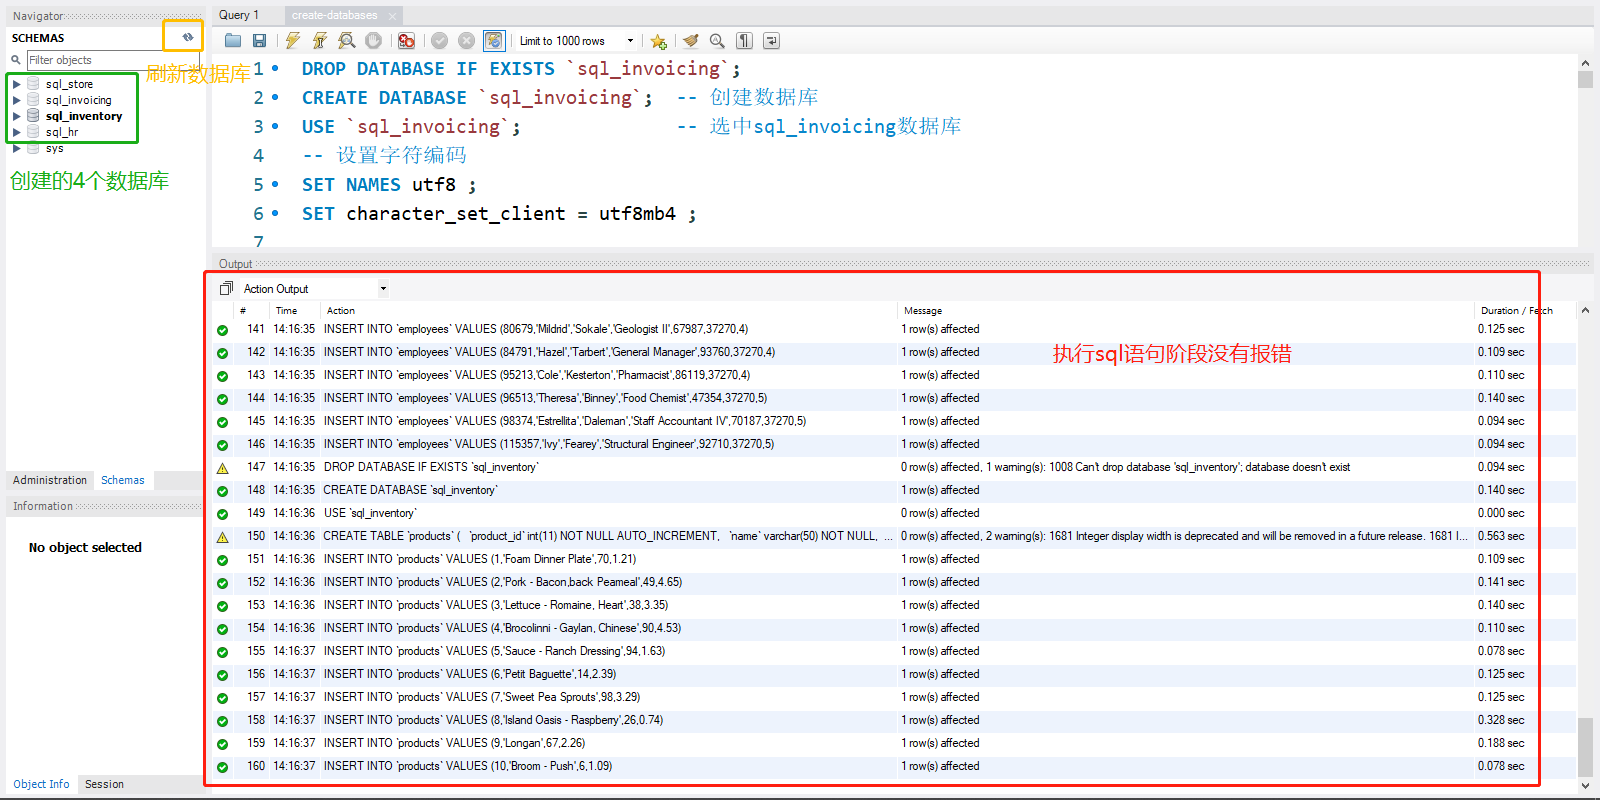 Navigator
SCHEMAS
Filter objects
刷新数据库
sql_store
sql_invoicing
sql_inventory
sql_hr
sys
创建的4个数据库
Administration Schemas
Information
No object selected
Object Info Session
Query 1 create-databases
Limit to 1000 rows
1 DROP DATABASE IF EXISTS `sql_invoicing`;
2 CREATE DATABASE `sql_invoicing`; -- 创建数据库
3 USE `sql_invoicing`; -- 选中sql_invoicing数据库
4 -- 设置字符编码
5 SET NAMES utf8 ;
6 SET character_set_client = utf8mb4 ;
7
Output
Action Output
# Time Action Message Duration / Fetch
141 14:16:35 INSERT INTO `employees` VALUES (80679,'Mildrid','Sokale','Geologist II',67987,37270,4) 1 row(s) affected 0.125 sec
142 14:16:35 INSERT INTO `employees` VALUES (84791,'Hazel','Tarbert','General Manager',93760,37270,4) 1 row(s) affected 0.109 sec
执行sql语句阶段没有报错
143 14:16:35 INSERT INTO `employees` VALUES (95213,'Cole','Kesterton','Pharmacist',86119,37270,4) 1 row(s) affected 0.110 sec
144 14:16:35 INSERT INTO `employees` VALUES (96513,'Theresa','Binney','Food Chemist',47354,37270,5) 1 row(s) affected 0.140 sec
145 14:16:35 INSERT INTO `employees` VALUES (98374,'Estrellita','Daleman','Staff Accountant IV',70187,37270,5) 1 row(s) affected 0.094 sec
146 14:16:35 INSERT INTO `employees` VALUES (115357,'Ivy','Fearey','Structural Engineer',92710,37270,5) 1 row(s) affected 0.094 sec
147 14:16:35 DROP DATABASE IF EXISTS `sql_inventory` 0 row(s) affected, 1 warning(s): 1008 Can't drop database 'sql_inventory'; database doesn't exist 0.094 sec
148 14:16:35 CREATE DATABASE `sql_inventory` 1 row(s) affected 0.140 sec
149 14:16:36 USE `sql_inventory` 0 row(s) affected 0.000 sec
150 14:16:36 CREATE TABLE `products` ( `product_id` int(11) NOT NULL AUTO_INCREMENT, `name` varchar(50) NOT NULL, ... 0 row(s) affected, 2 warning(s): 1681 Integer display width is deprecated and will be removed in a future release. 1681 I... 0.563 sec
151 14:16:36 INSERT INTO `products` VALUES (1,'Foam Dinner Plate',70,1.21) 1 row(s) affected 0.109 sec
152 14:16:36 INSERT INTO `products` VALUES (2,'Pork - Bacon,back Peameal',49,4.65) 1 row(s) affected 0.141 sec
153 14:16:36 INSERT INTO `products` VALUES (3,'Lettuce - Romaine, Heart',38,3.35) 1 row(s) affected 0.140 sec
154 14:16:36 INSERT INTO `products` VALUES (4,'Brocolinni - Gaylan, Chinese',90,4.53) 1 row(s) affected 0.110 sec
155 14:16:37 INSERT INTO `products` VALUES (5,'Sauce - Ranch Dressing',94,1.63) 1 row(s) affected 0.078 sec
156 14:16:37 INSERT INTO `products` VALUES (6,'Petit Baguette',14,2.39) 1 row(s) affected 0.125 sec
157 14:16:37 INSERT INTO `products` VALUES (7,'Sweet Pea Sprouts',98,3.29) 1 row(s) affected 0.125 sec
158 14:16:37 INSERT INTO `products` VALUES (8,'Island Oasis - Raspberry',26,0.74) 1 row(s) affected 0.328 sec
159 14:16:37 INSERT INTO `products` VALUES (9,'Longan',67,2.26) 1 row(s) affected 0.188 sec
160 14:16:37 INSERT INTO `products` VALUES (10,'Broom - Push',6,1.09) 1 row(s) affected 0.078 sec